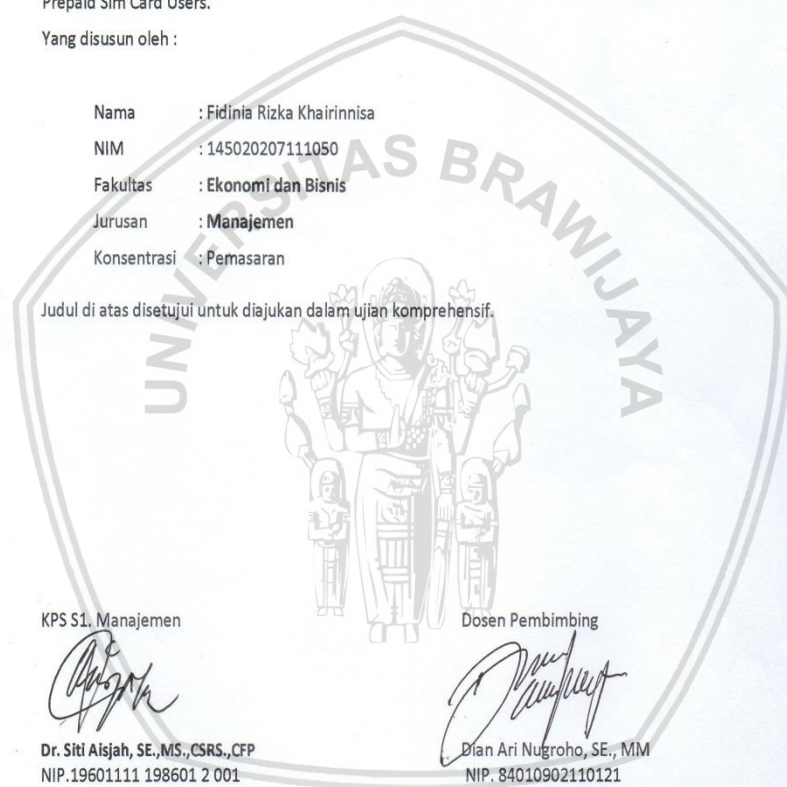 Prepaid Sim Card Users.
Yang disusun oleh :
Nama : Fidinia Rizka Khairinnisa
NIM : 145020207111050
Fakultas : Ekonomi dan Bisnis
Jurusan : Manajemen
Konsentrasi : Pemasaran
Judul di atas disetujui untuk diajukan dalam ujian komprehensif.
UNIVERSITAS BRAWIJAYA
KPS S1. Manajemen
Dosen Pembimbing
Dr. Siti Aisjah, SE.,MS.,CSRS.,CFP
Dian Ari Nugroho, SE., MM
NIP.19601111 198601 2 001
NIP. 84010902110121